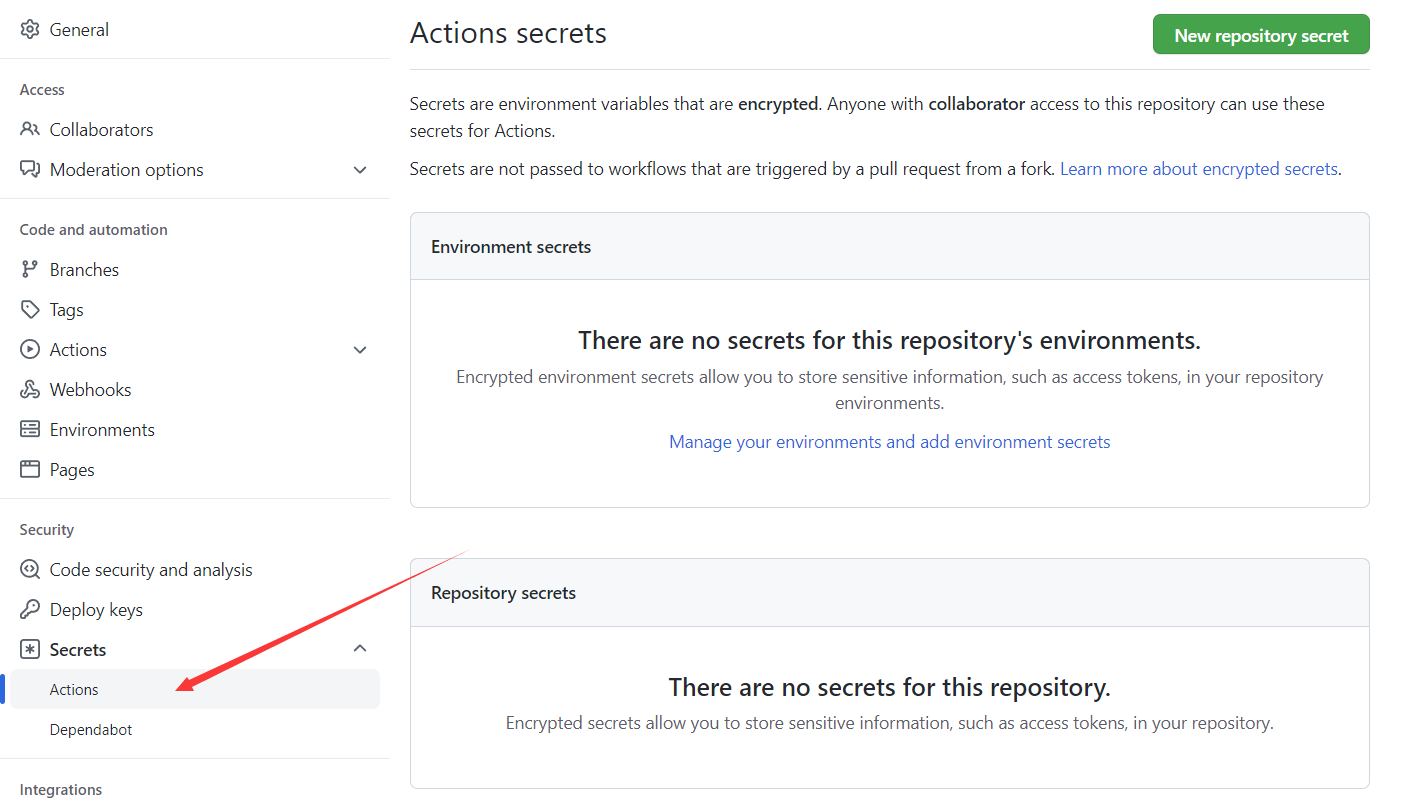 General
Access
Collaborators
Moderation options
Code and automation
Branches
Tags
Actions
Webhooks
Environments
Pages
Security
Code security and analysis
Deploy keys
Secrets
Actions
Dependabot
Integrations
Actions secrets
New repository secret
Secrets are environment variables that are encrypted. Anyone with collaborator access to this repository can use these
secrets for Actions.
Secrets are not passed to workflows that are triggered by a pull request from a fork. Learn more about encrypted secrets.
Environment secrets
There are no secrets for this repository's environments.
Encrypted environment secrets allow you to store sensitive information, such as access tokens, in your repository
environments.
Manage your environments and add environment secrets
Repository secrets
There are no secrets for this repository.
Encrypted secrets allow you to store sensitive information, such as access tokens, in your repository.